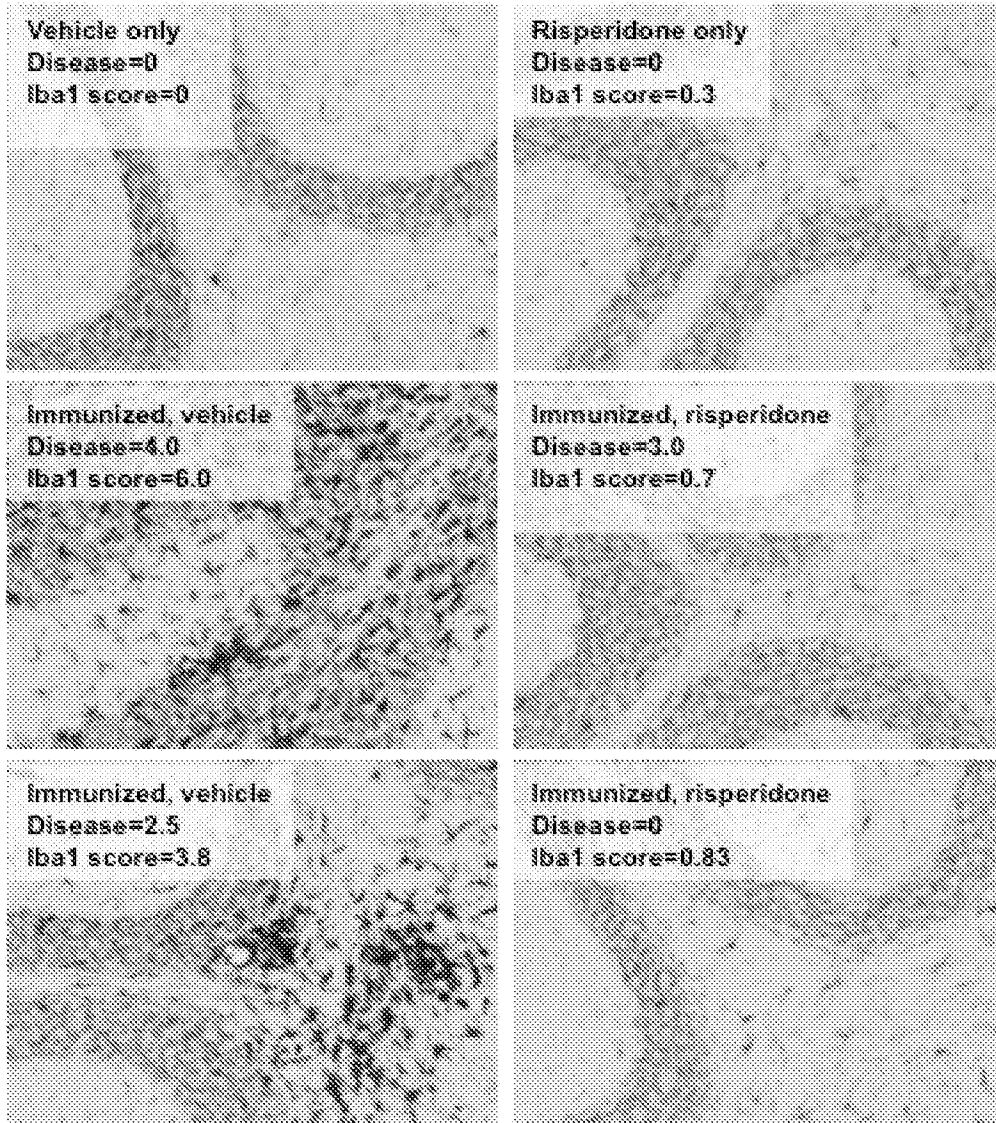 Vehicle only
Disease=0
Iba1 score=0
Risperidone only
Disease=0
Iba1 score=0.3
Immunized, vehicle
Disease=4.0
Iba1 score=6.0
Immunized, risperidone
Disease=3.0
Iba1 score=0.7
Immunized, vehicle
Disease=2.5
Iba1 score=3.8
Immunized, risperidone
Disease=0
Iba1 score=0.83